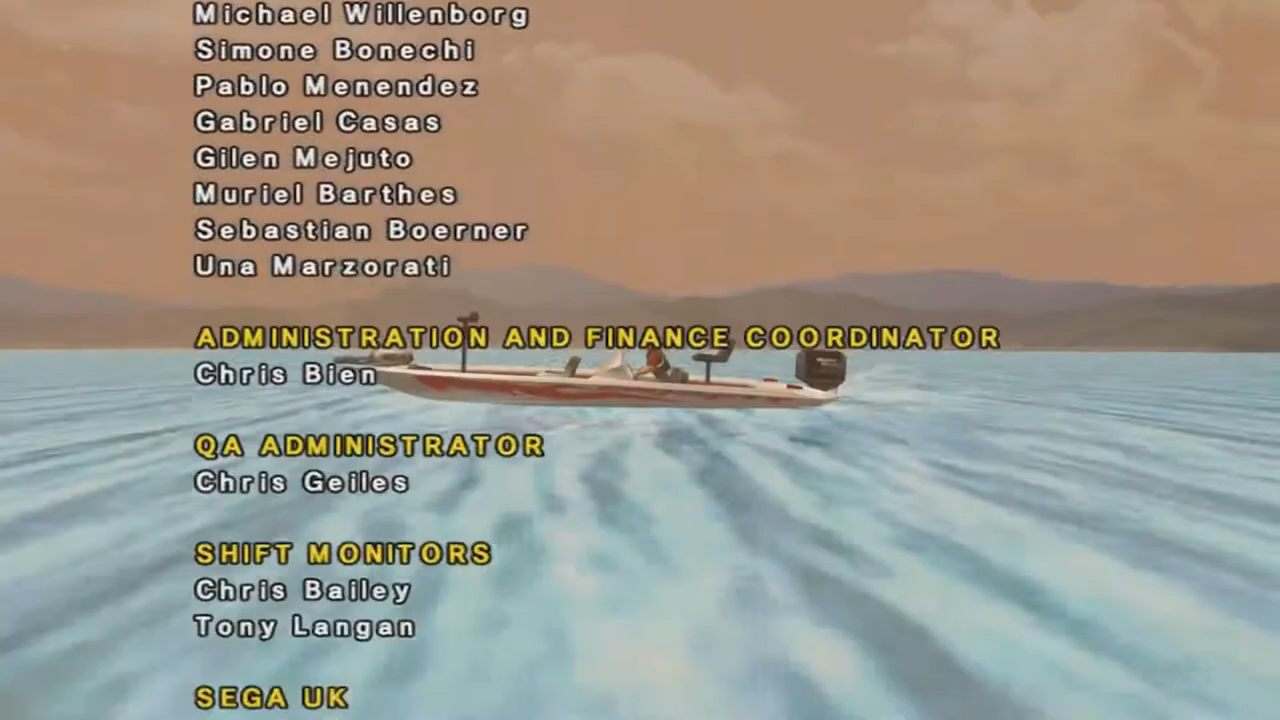 Michael Willenborg
Simone Bonechi
Pablo Menendez
Gabriel Casas
Gilen Mejuto
Muriel Barthes
Sebastian Boerner
Una Marzorati
ADMINISTRATION AND FINANCE COORDINATOR
Chris Bien
QA ADMINISTRATOR
Chris Geiles
SHIFT MONITORS
Chris Bailey
Tony Langan
SEGA UK